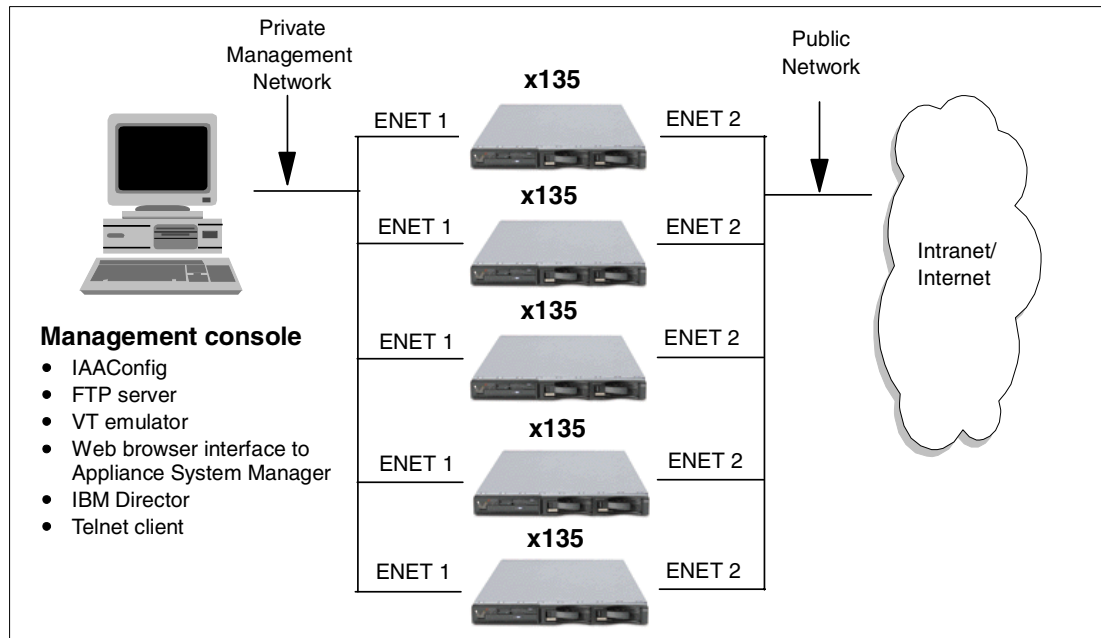 Private
Management
Network
Public
Network
x135
ENET 1
ENET 2
x135
ENET 1
ENET 2
x135
ENET 1
ENET 2
x135
ENET 1
ENET 2
x135
ENET 1
ENET 2
Intranet/
Internet
Management console
• IAAConfig
• FTP server
• VT emulator
• Web browser interface to
Appliance System Manager
• IBM Director
• Telnet client